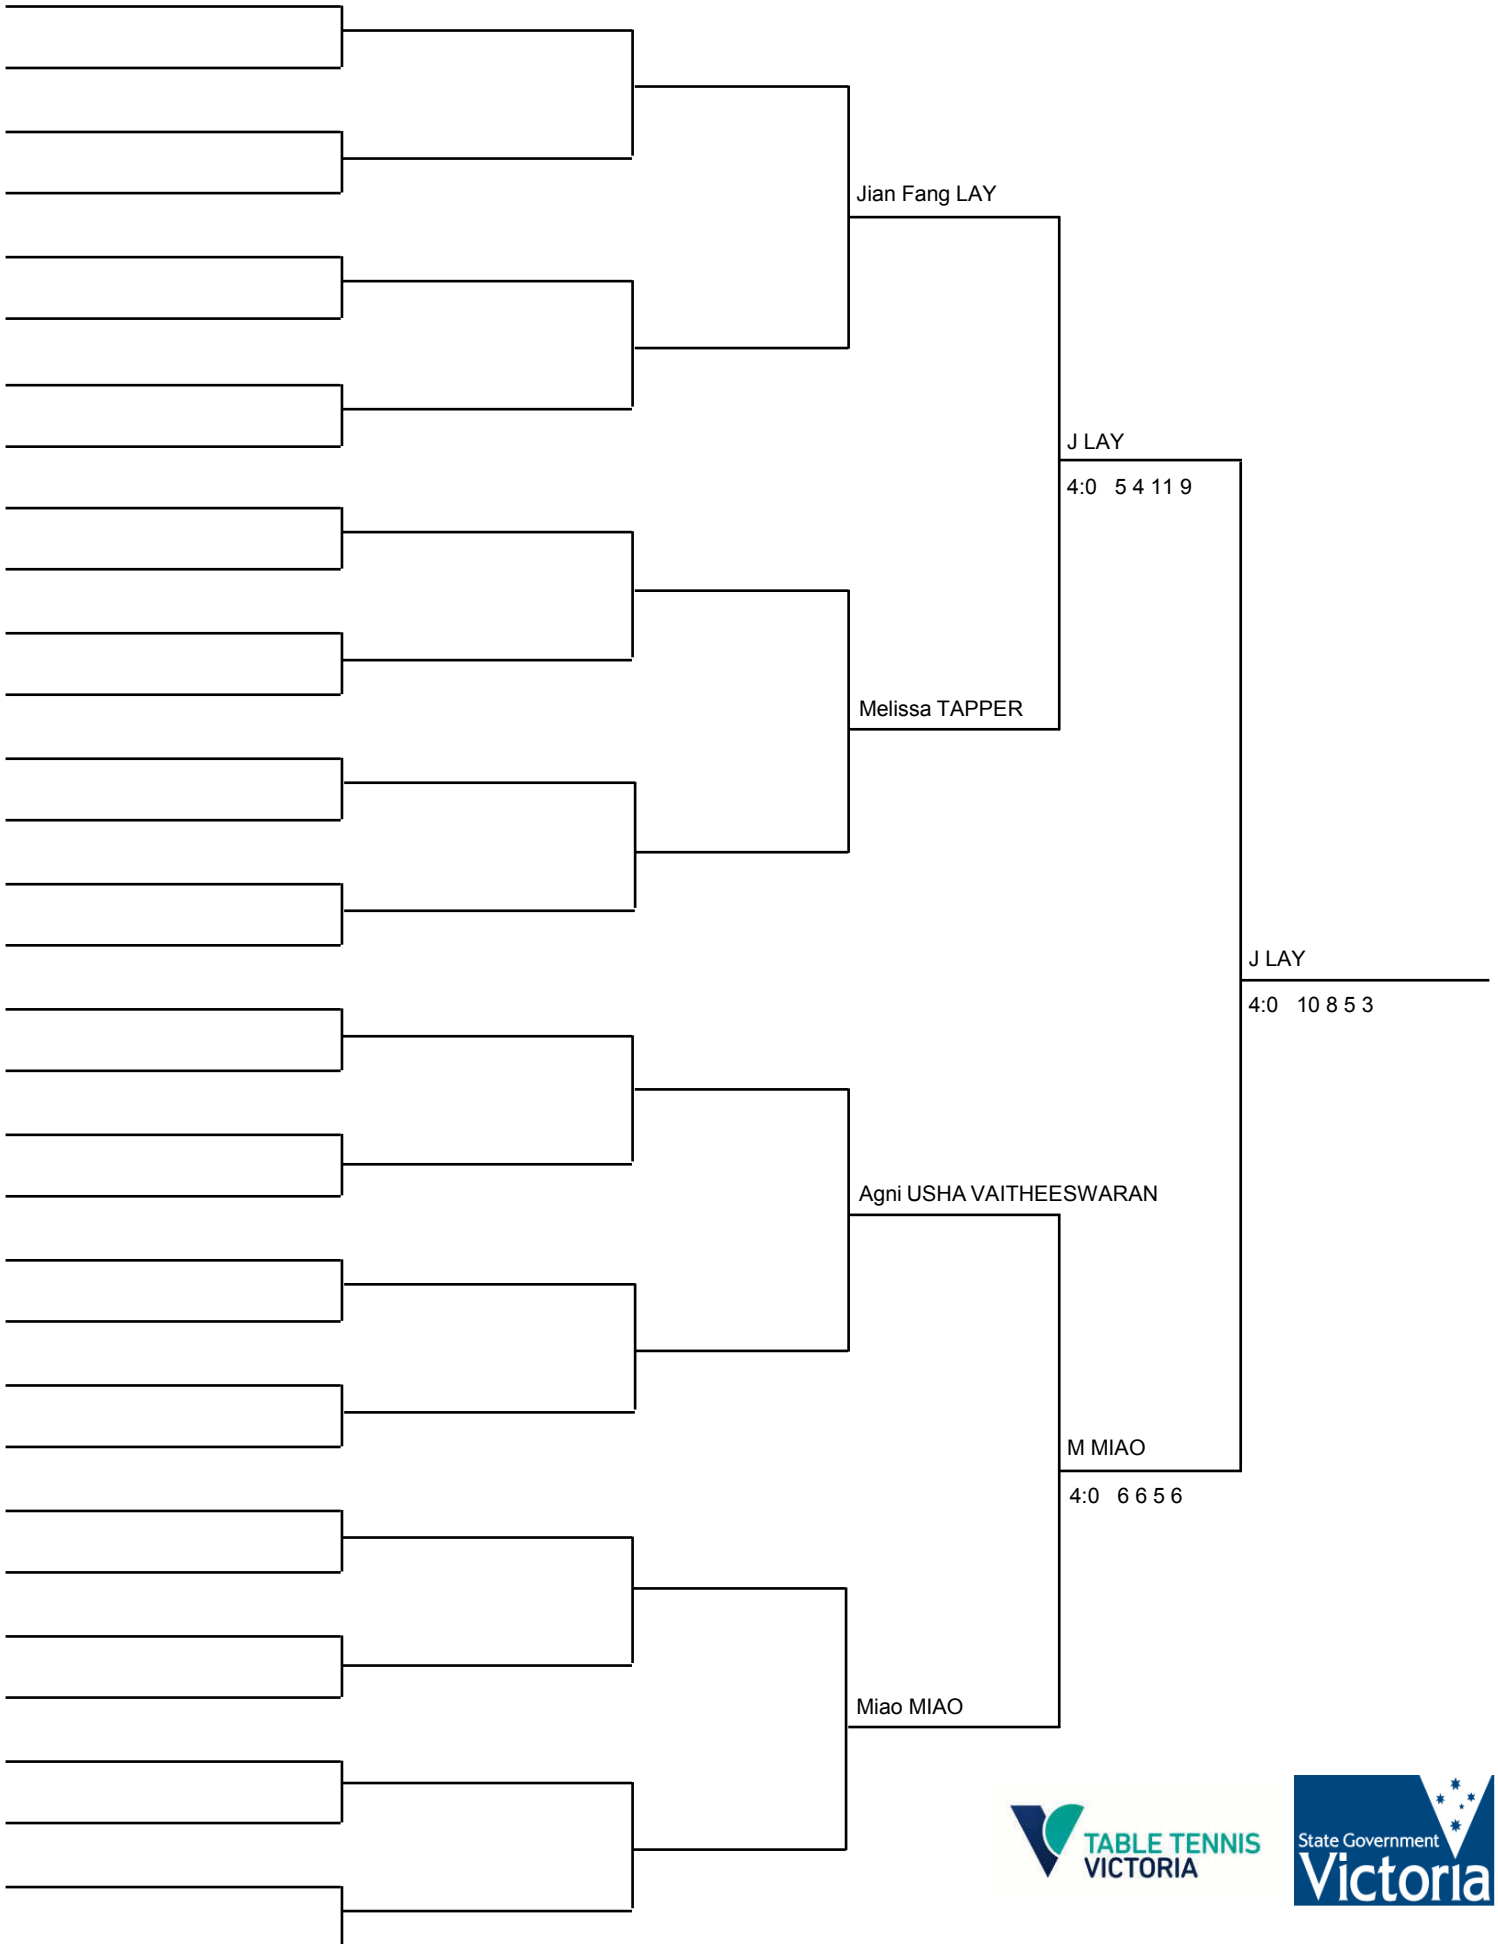 Jian Fang LAY
J LAY
4:0 5 4 11 9
Melissa TAPPER
J LAY
4:0 10 8 5 3
Agni USHA VAITHEESWARAN
M MIAO
4:0 6 6 5 6
Miao MIAO
TABLE TENNIS
VICTORIA
State Government
Victoria